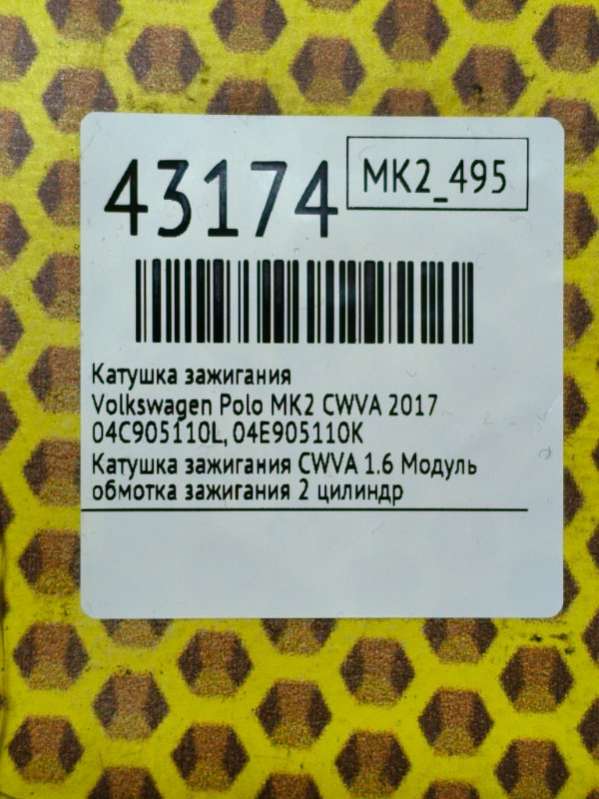 43174
MK2_495
Катушка зажигания
Volkswagen Polo MK2 CWVA 2017
04C905110L, 04E905110K
Катушка зажигания CWVA 1.6 Модуль
обмотка зажигания 2 цилиндр